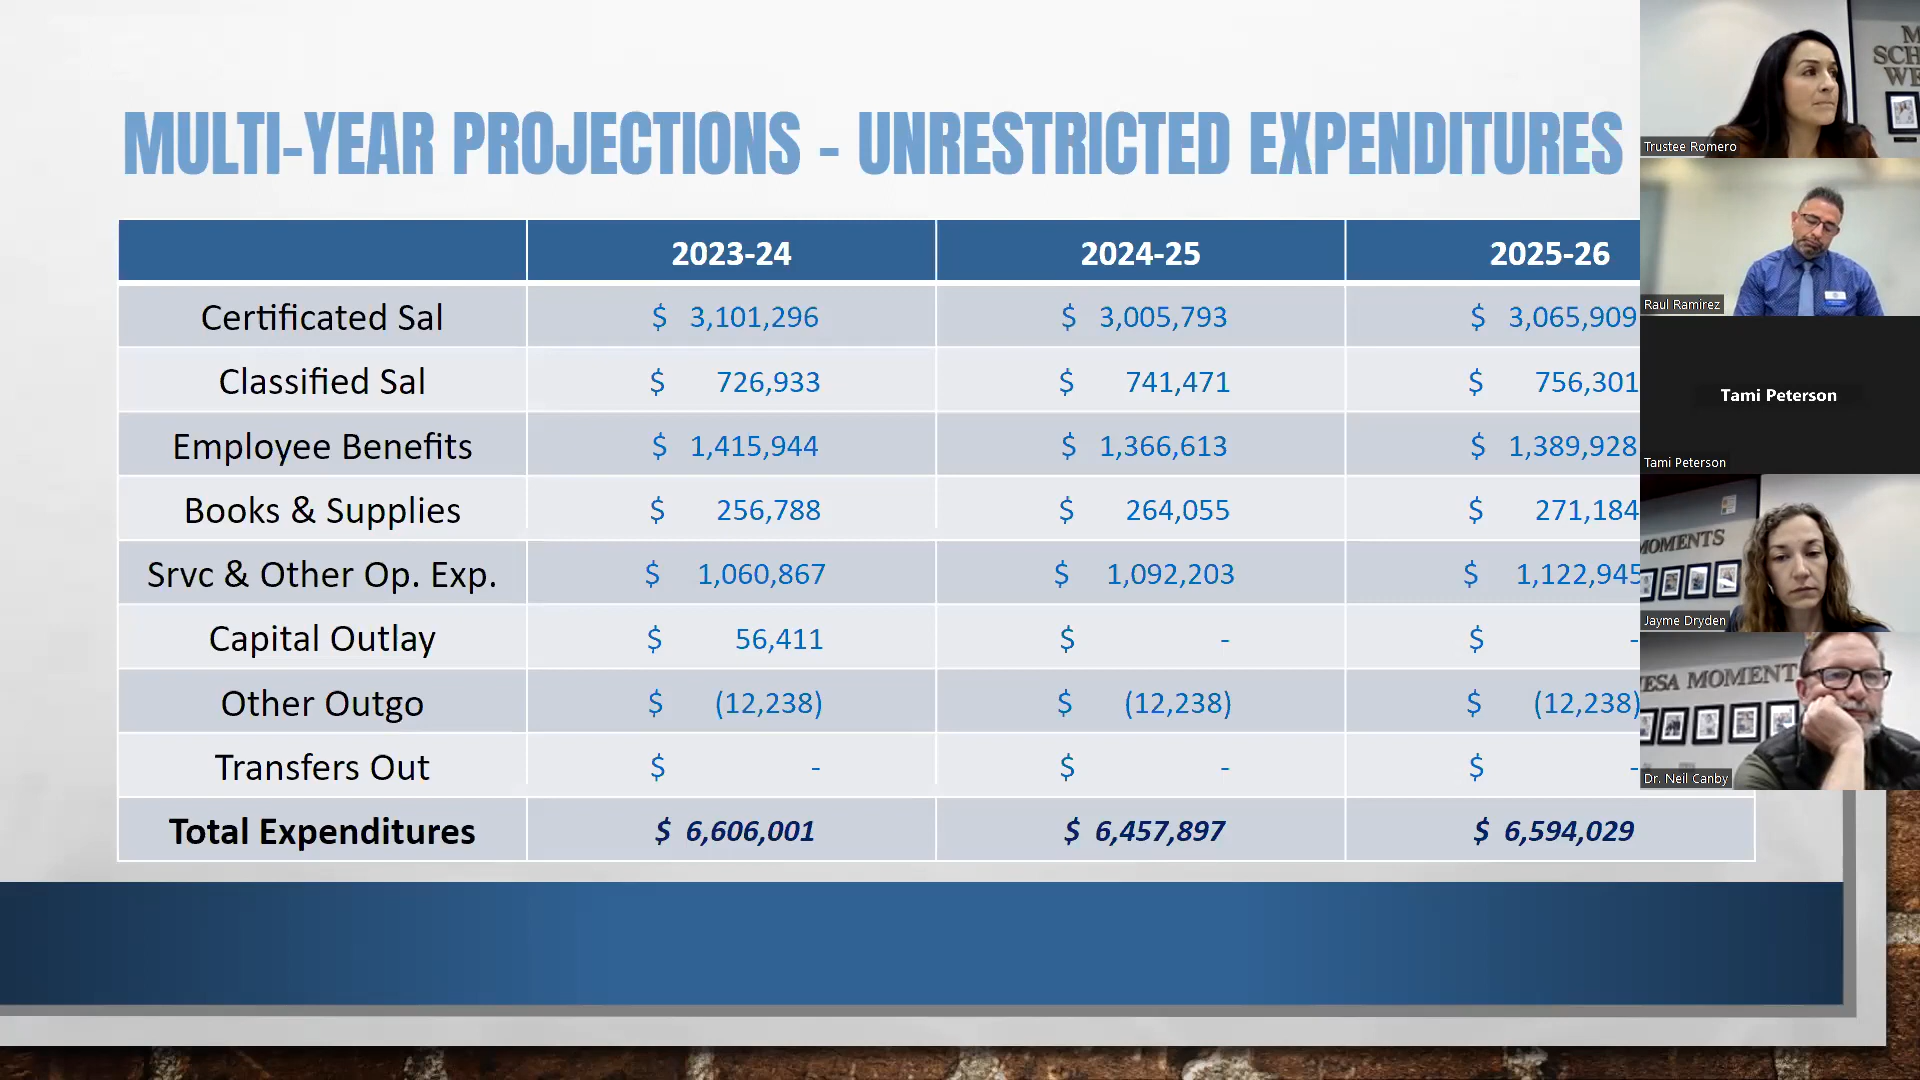 MULTI-YEAR PROJECTIONS - UNRESTRICTED EXPENDITURES
2023-24 2024-25 2025-26
Certificated Sal $ 3,101,296 $ 3,005,793 $ 3,065,909
Classified Sal $ 726,933 $ 741,471 $ 756,301
Employee Benefits $ 1,415,944 $ 1,366,613 $ 1,389,928
Books & Supplies $ 256,788 $ 264,055 $ 271,184
Srvc & Other Op. Exp. $ 1,060,867 $ 1,092,203 $ 1,122,945
Capital Outlay $ 56,411 $ - $ -
Other Outgo $ (12,238) $ (12,238) $ (12,238)
Transfers Out $ - $ - $ -
Total Expenditures $ 6,606,001 $ 6,457,897 $ 6,594,029
Trustee Romero
Raul Ramirez
Tami Peterson
Tami Peterson
MOMENTS
Jayme Dryden
ESA MOMENT
Dr. Neil Canby